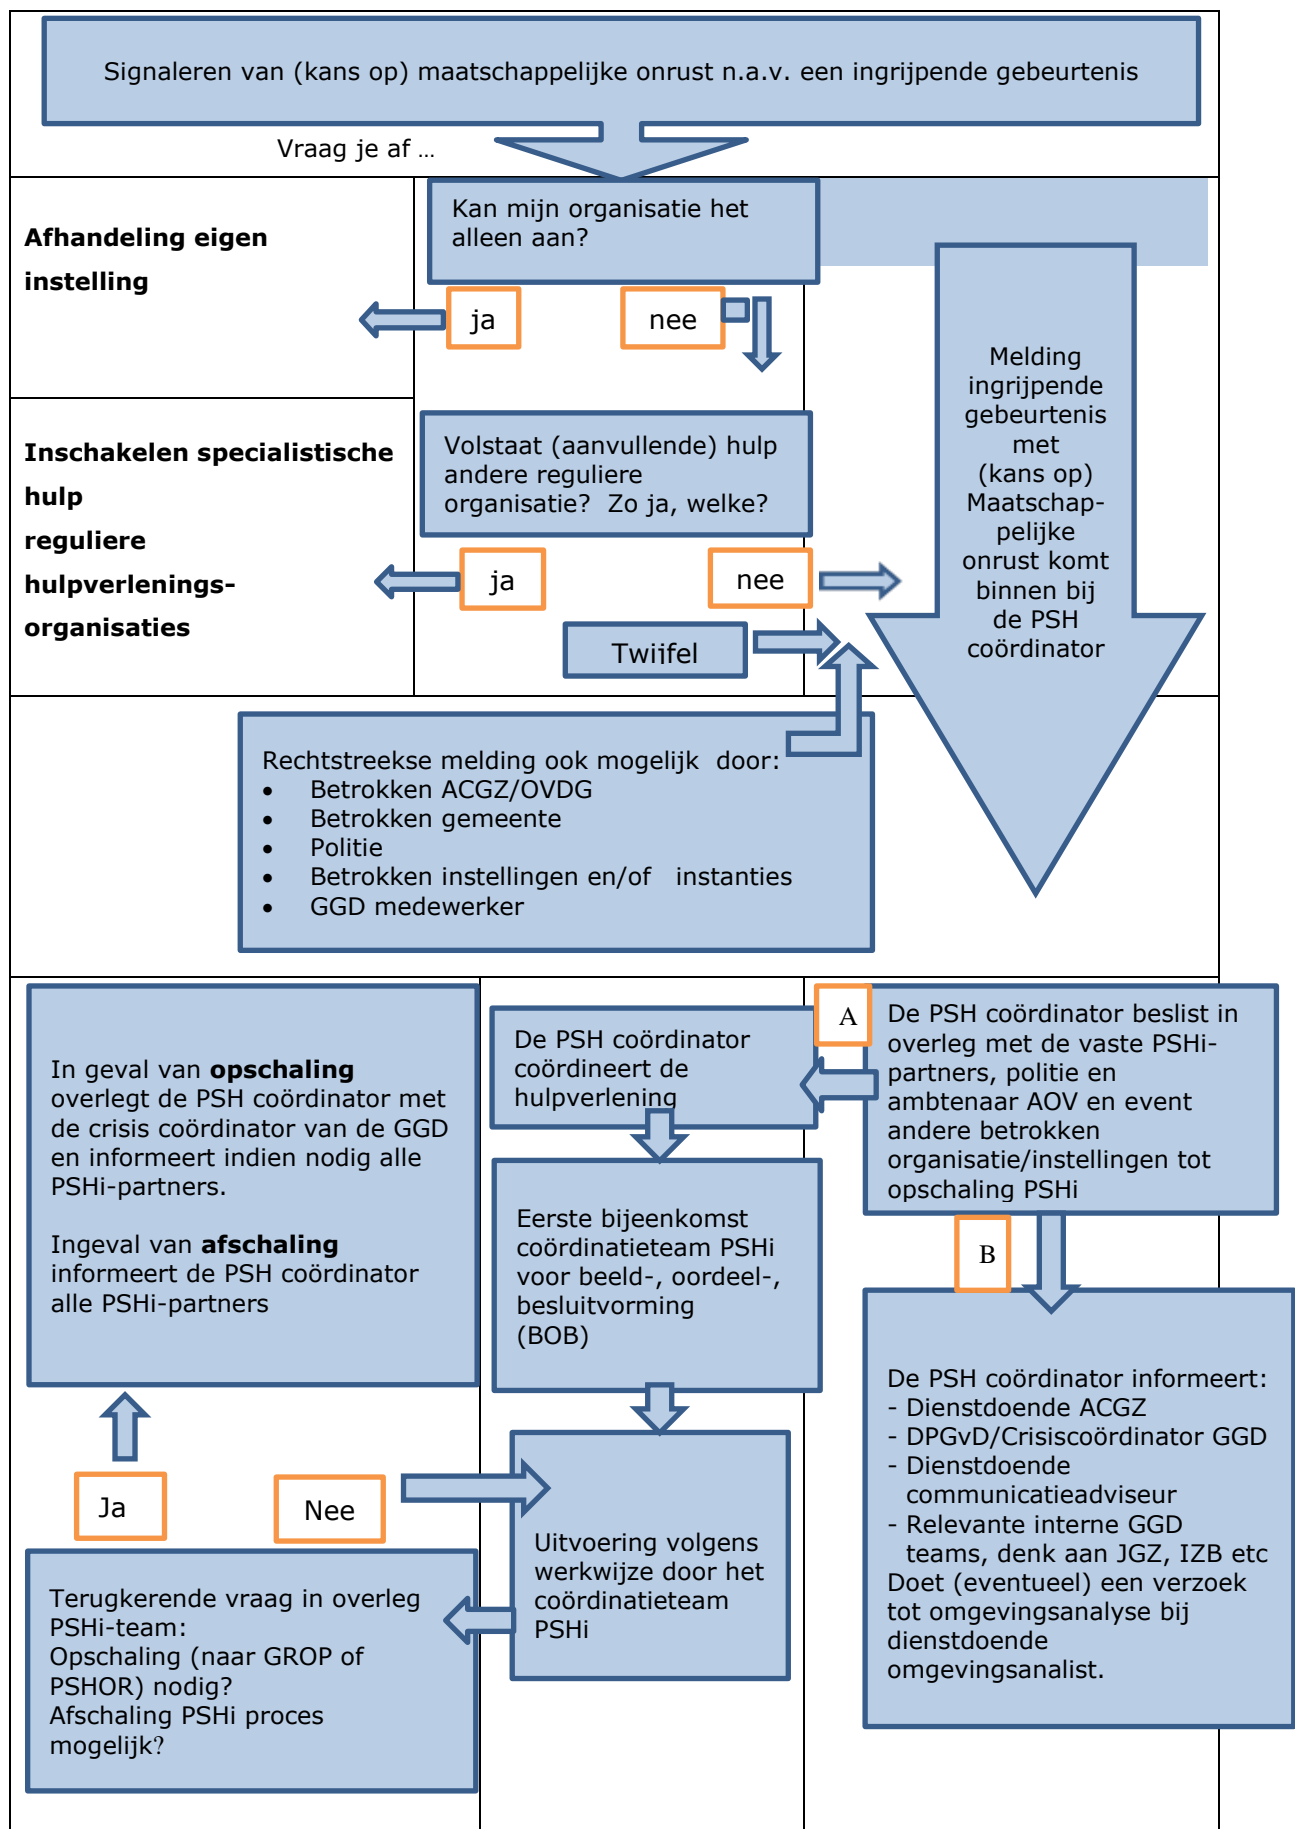 Signaleren van (kans op) maatschappelijke onrust n.a.v. een ingrijpende gebeurtenis
Vraag je af …
Afhandeling eigen
instelling
Kan mijn organisatie het
alleen aan?
ja
nee
Inschakelen specialistische
hulp
reguliere
hulpverlenings-
organisaties
Volstaat (aanvullende) hulp
andere reguliere
organisatie?  Zo ja, welke?
ja
nee
Twijfel
Melding
ingrijpende
gebeurtenis
met
(kans op)
Maatschap-
pelijke
onrust komt
binnen bij
de PSH
coördinator
Rechtstreekse melding ook mogelijk  door:
• Betrokken ACGZ/OVDG
• Betrokken gemeente
• Politie
• Betrokken instellingen en/of   instanties
• GGD medewerker
A
De PSH coördinator beslist in
overleg met de vaste PSHi-
partners, politie en
ambtenaar AOV en event
andere betrokken
organisatie/instellingen tot
opschaling PSHi
De PSH coördinator
coördineert de
hulpverlening
In geval van opschaling
overlegt de PSH coördinator met
de crisis coördinator van de GGD
en informeert indien nodig alle
PSHi-partners.
Ingeval van afschaling
informeert de PSH coördinator
alle PSHi-partners
Eerste bijeenkomst
coördinatieteam PSHi
voor beeld-, oordeel-,
besluitvorming
(BOB)
B
De PSH coördinator informeert:
- Dienstdoende ACGZ
- DPGvD/Crisiscoördinator GGD
- Dienstdoende
communicatieadviseur
- Relevante interne GGD
teams, denk aan JGZ, IZB etc
Doet (eventueel) een verzoek
tot omgevingsanalyse bij
dienstdoende
omgevingsanalist.
Ja
Nee
Uitvoering volgens
werkwijze door het
coördinatieteam
PSHi
Terugkerende vraag in overleg
PSHi-team:
Opschaling (naar GROP of
PSHOR) nodig?
Afschaling PSHi proces
mogelijk?